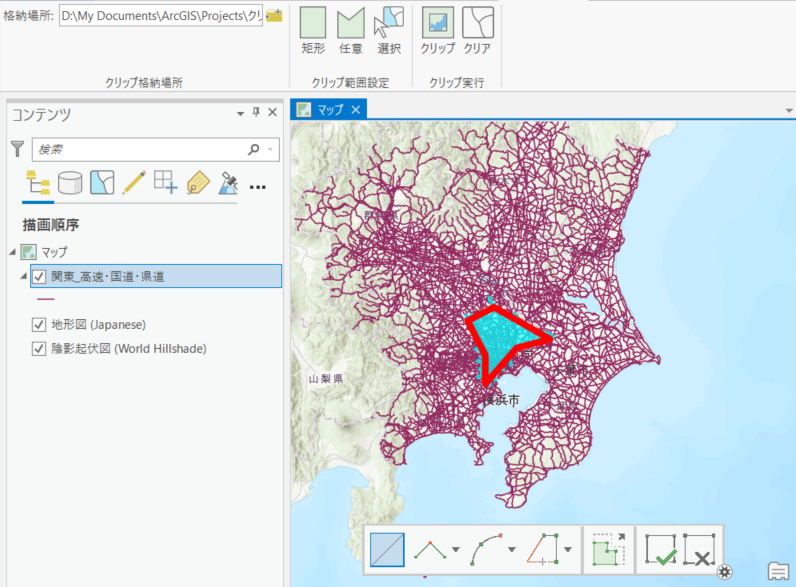 格納場所: D:\My Documents\ArcGIS\Projects\クリ
矩形 任意 選択 クリップ クリア
クリップ格納場所 クリップ範囲設定 クリップ実行
コンテンツ
マップ
検索
描画順序
マップ
関東_高速・国道・県道
地形図 (Japanese)
陰影起伏図 (World Hillshade)
山梨県
横浜市